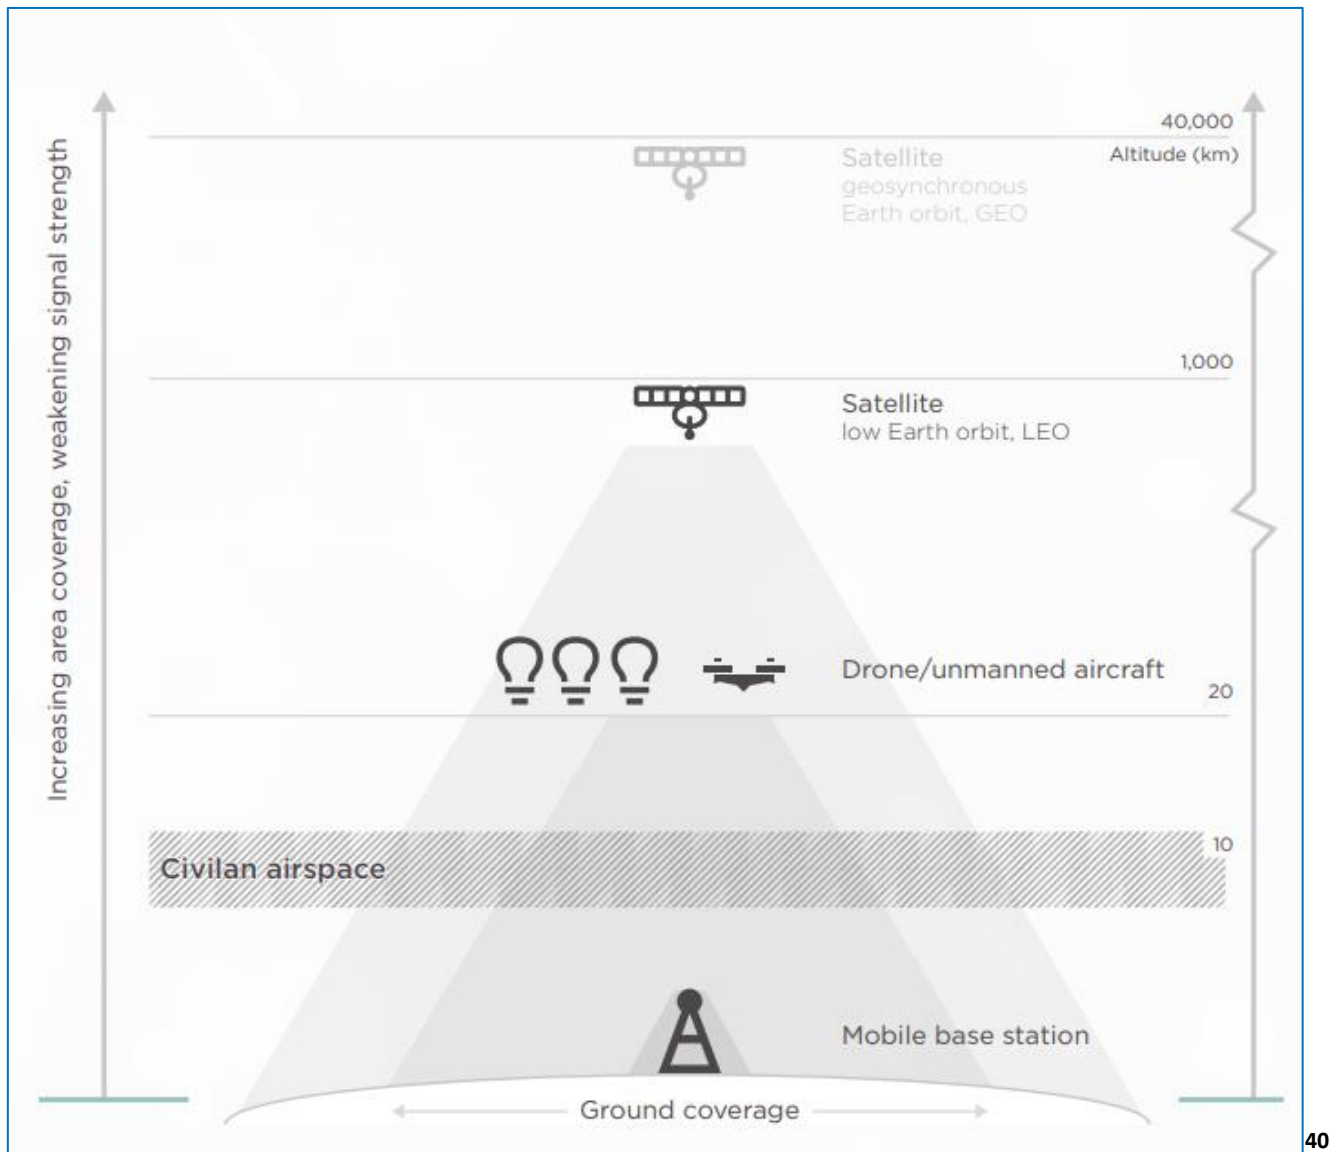 Increasing area coverage, weakening signal strength
40,000
Altitude (km)
Satellite
geosynchronous
Earth orbit, GEO
1,000
Satellite
low Earth orbit, LEO
Drone/unmanned aircraft
20
10
Civilan airspace
Mobile base station
Ground coverage
40